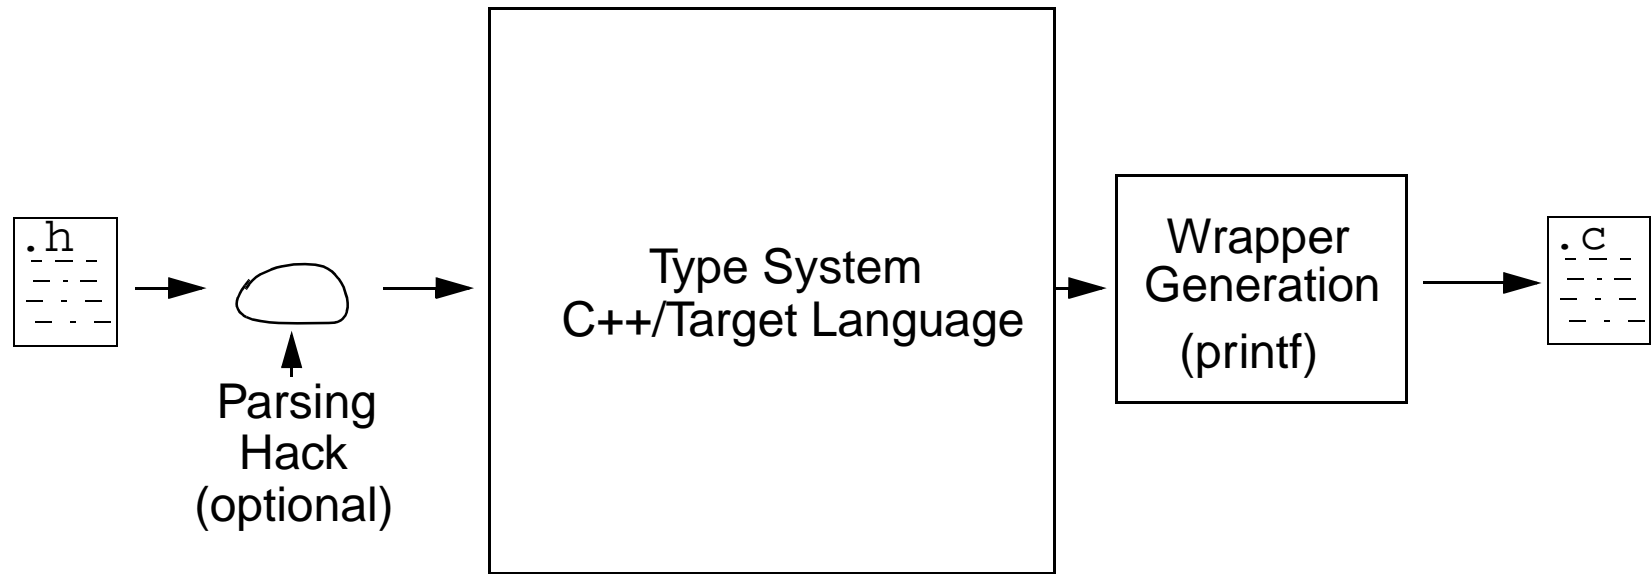 .h
Parsing
Hack
(optional)
Type System
C++/Target Language
Wrapper
Generation
(printf)
.c